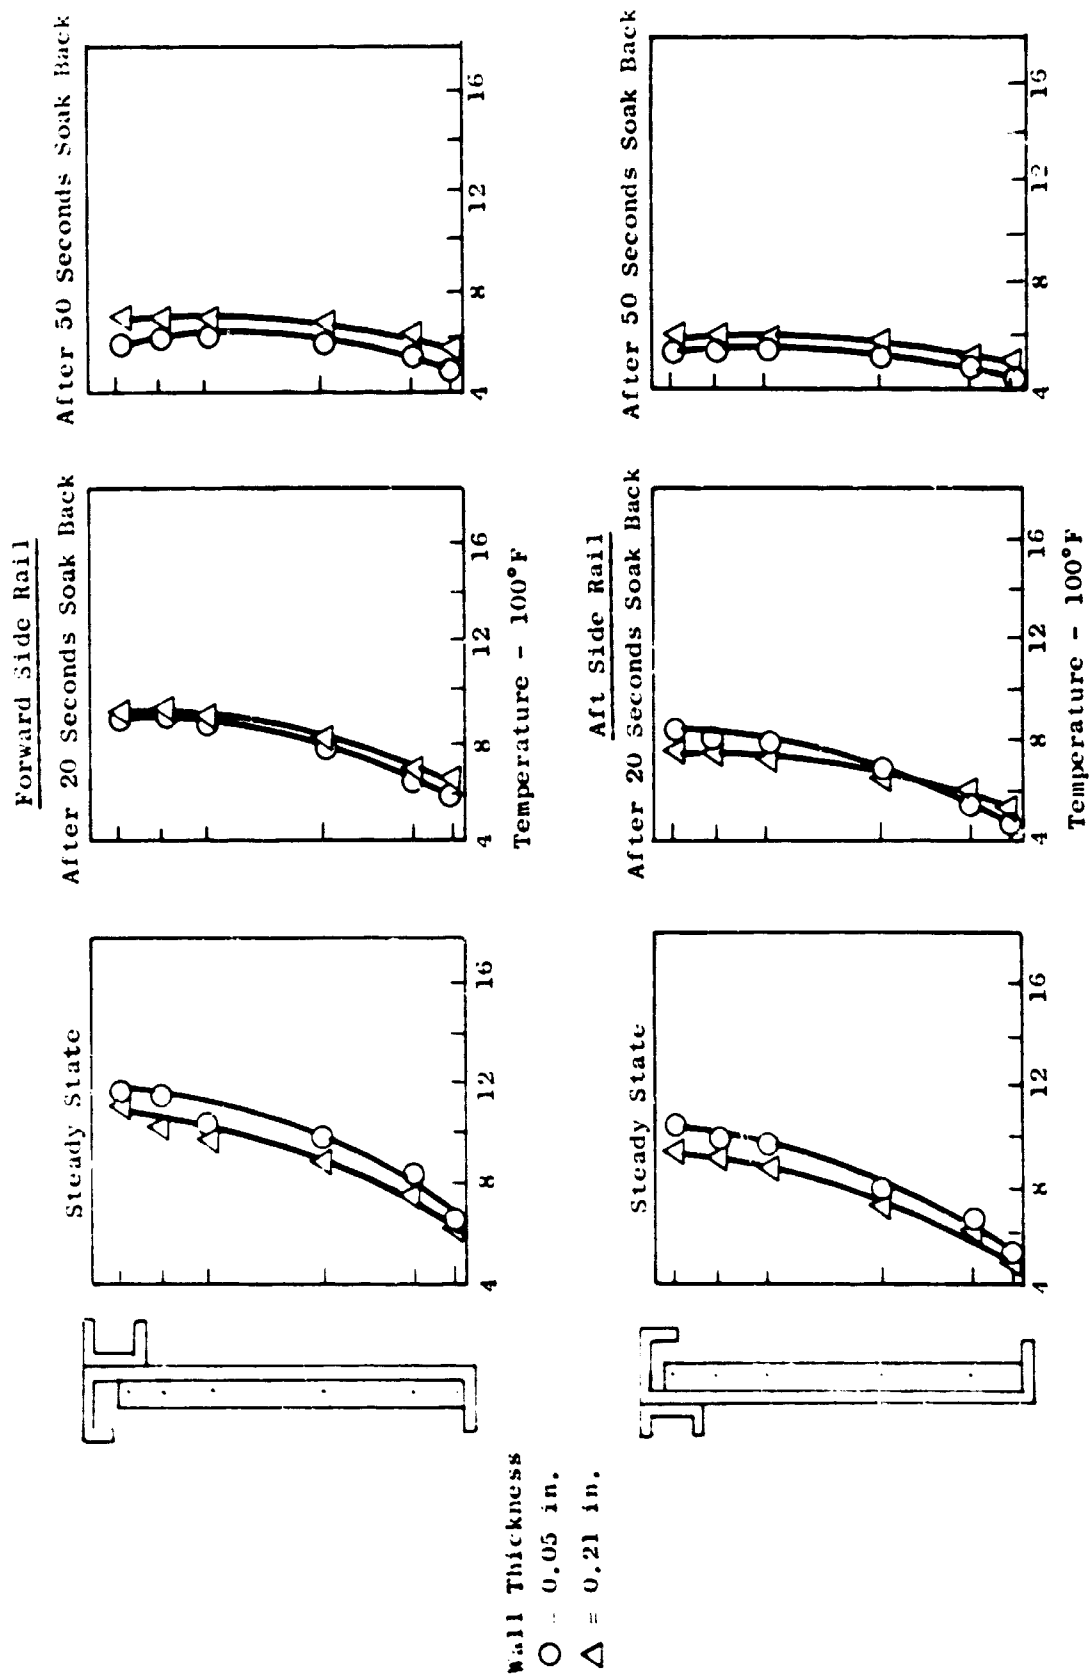 Forward Side Rail
Steady State
After 20 Seconds Soak Back
After 50 Seconds Soak Back
4 8 12 16
4 8 12 16
4 8 12 16
Temperature - 100°F
Aft Side Rail
Steady State
After 20 Seconds Soak Back
After 50 Seconds Soak Back
4 8 12 16
4 8 12 16
4 8 12 16
Temperature - 100°F
Wall Thickness
○ - 0.05 in.
△ = 0.21 in.